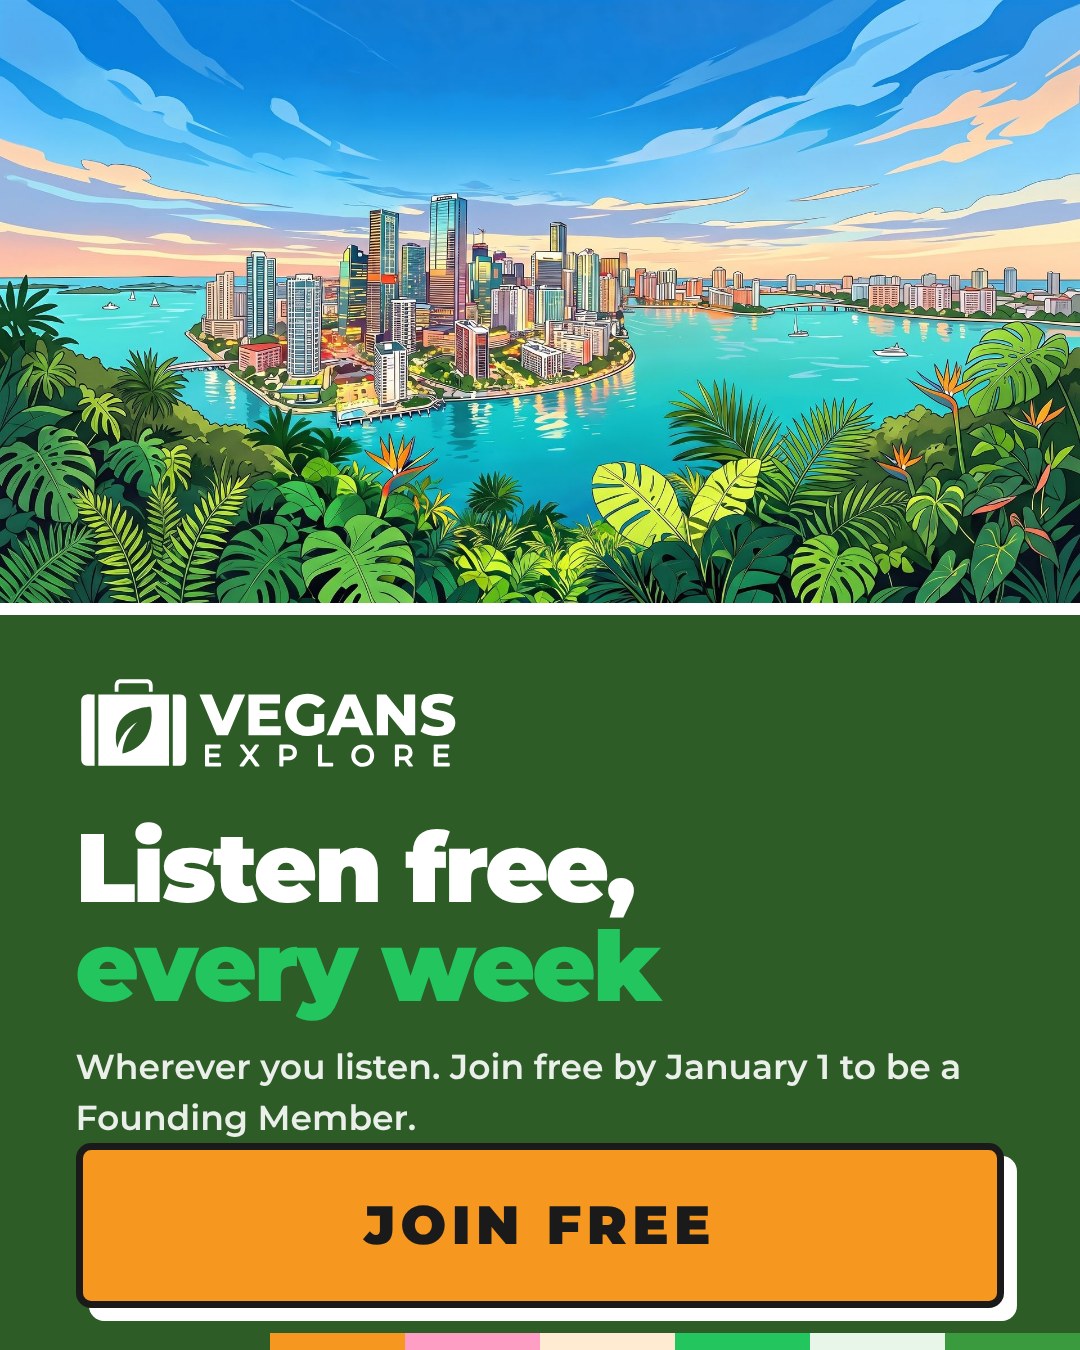 VEGANS
EXPLORE
Listen free,
every week
Wherever you listen. Join free by January 1 to be a
Founding Member.
JOIN FREE